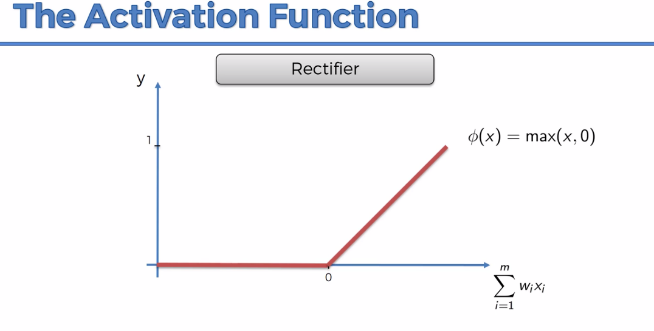 The Activation Function
Rectifier
y
1
ϕ(x) = max(x, 0)
0
m
∑ wᵢxᵢ
i=1